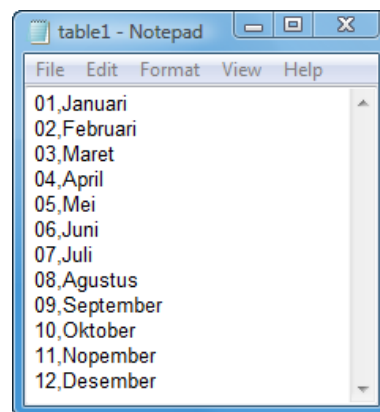 table1 - Notepad
File Edit Format View Help
01,Januari
02,Februari
03,Maret
04,April
05,Mei
06,Juni
07,Juli
08,Agustus
09,September
10,Oktober
11,Nopember
12,Desember